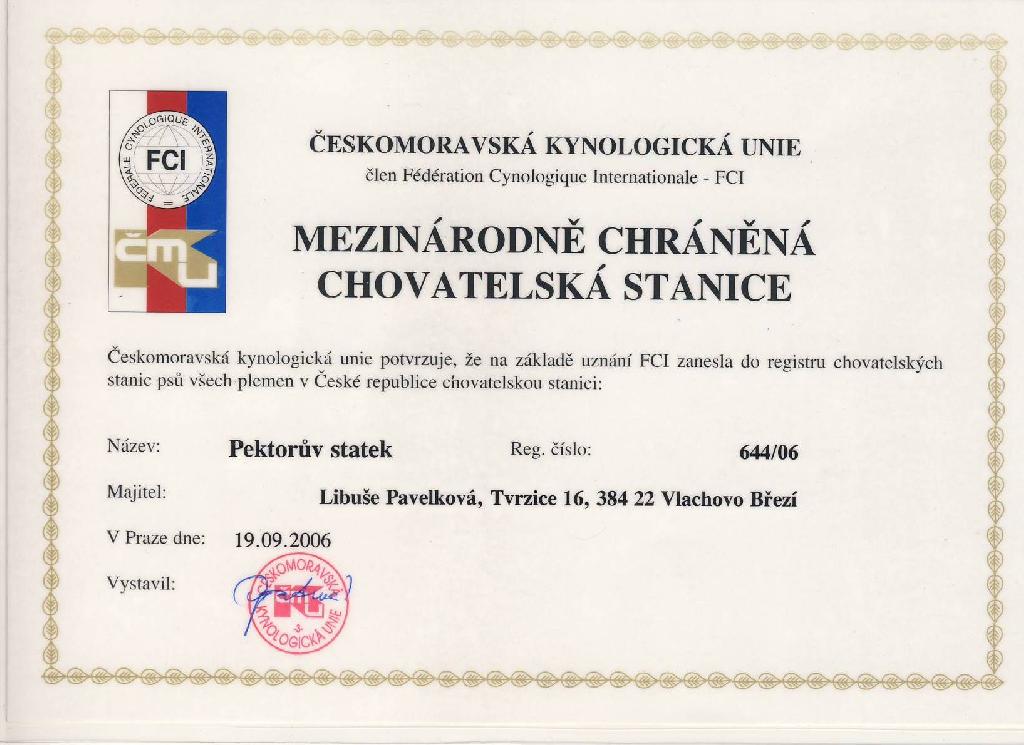 FÉDÉRALE CYNOLOGIQUE INTERNATIONALE
FCI
čmku
ČESKOMORAVSKÁ KYNOLOGICKÁ UNIE
člen Fédération Cynologique Internationale - FCI
MEZINÁRODNĚ CHRÁNĚNÁ
CHOVATELSKÁ STANICE
Českomoravská kynologická unie potvrzuje, že na základě uznání FCI zanesla do registru chovatelských
stanic psů všech plemen v České republice chovatelskou stanici:
Název: Pektorův statek Reg. číslo: 644/06
Majitel: Libuše Pavelková, Tvrzice 16, 384 22 Vlachovo Březí
V Praze dne: 19.09.2006
Vystavil:
ČESKOMORAVSKÁ
čmku
-3-
KYNOLOGICKÁ UNIE